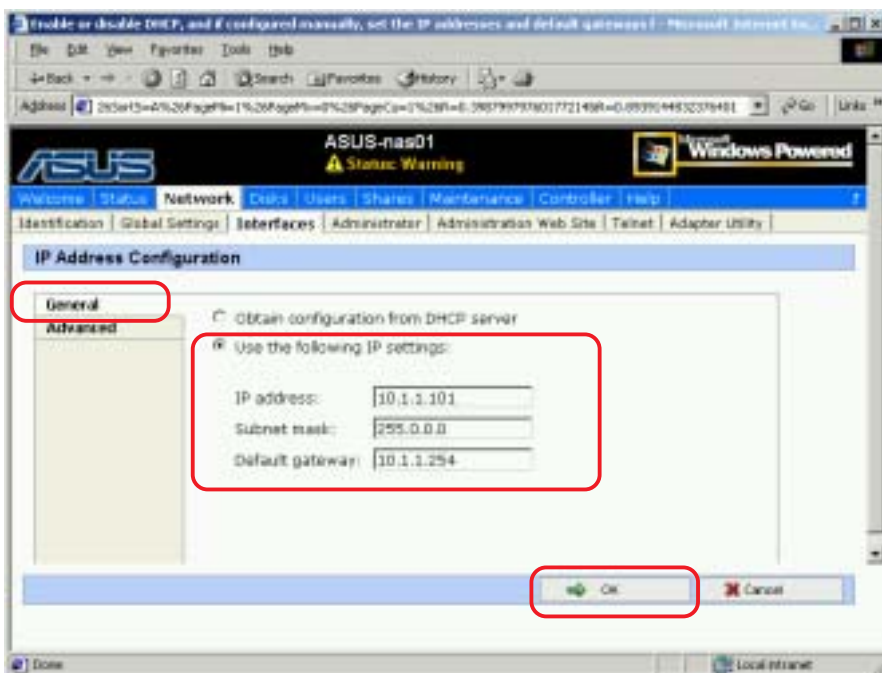 Enable or disable DHCP, and if configured manually, set the IP addresses and default gateways
File Edit View Favorites Tools Help
Back Search Favorites History
Address Go Links
ASUS
ASUS-nas01
Status: Warning
Microsoft
Windows Powered
Welcome Status Network Disks Users Shares Maintenance Controller Help ?
Identification Global Settings Interfaces Administrator Administration Web Site Telnet Adapter Utility
IP Address Configuration
General
Advanced
Obtain configuration from DHCP server
Use the following IP settings:
IP address: 10.1.1.101
Subnet mask: 255.0.0.0
Default gateway: 10.1.1.254
OK Cancel
Done Local intranet